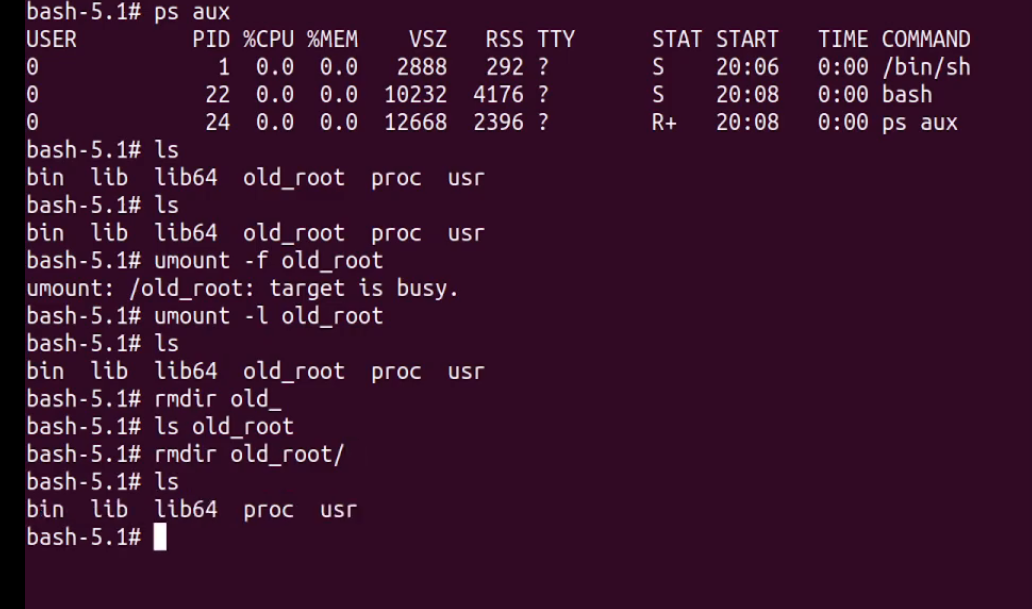 bash-5.1# ps aux
USER         PID %CPU %MEM    VSZ   RSS TTY      STAT START   TIME COMMAND
0              1  0.0  0.0   2888   292 ?        S    20:06   0:00 /bin/sh
0             22  0.0  0.0  10232  4176 ?        S    20:08   0:00 bash
0             24  0.0  0.0  12668  2396 ?        R+   20:08   0:00 ps aux
bash-5.1# ls
bin  lib  lib64  old_root  proc  usr
bash-5.1# ls
bin  lib  lib64  old_root  proc  usr
bash-5.1# umount -f old_root
umount: /old_root: target is busy.
bash-5.1# umount -l old_root
bash-5.1# ls
bin  lib  lib64  old_root  proc  usr
bash-5.1# rmdir old_
bash-5.1# ls old_root
bash-5.1# rmdir old_root/
bash-5.1# ls
bin  lib  lib64  proc  usr
bash-5.1#